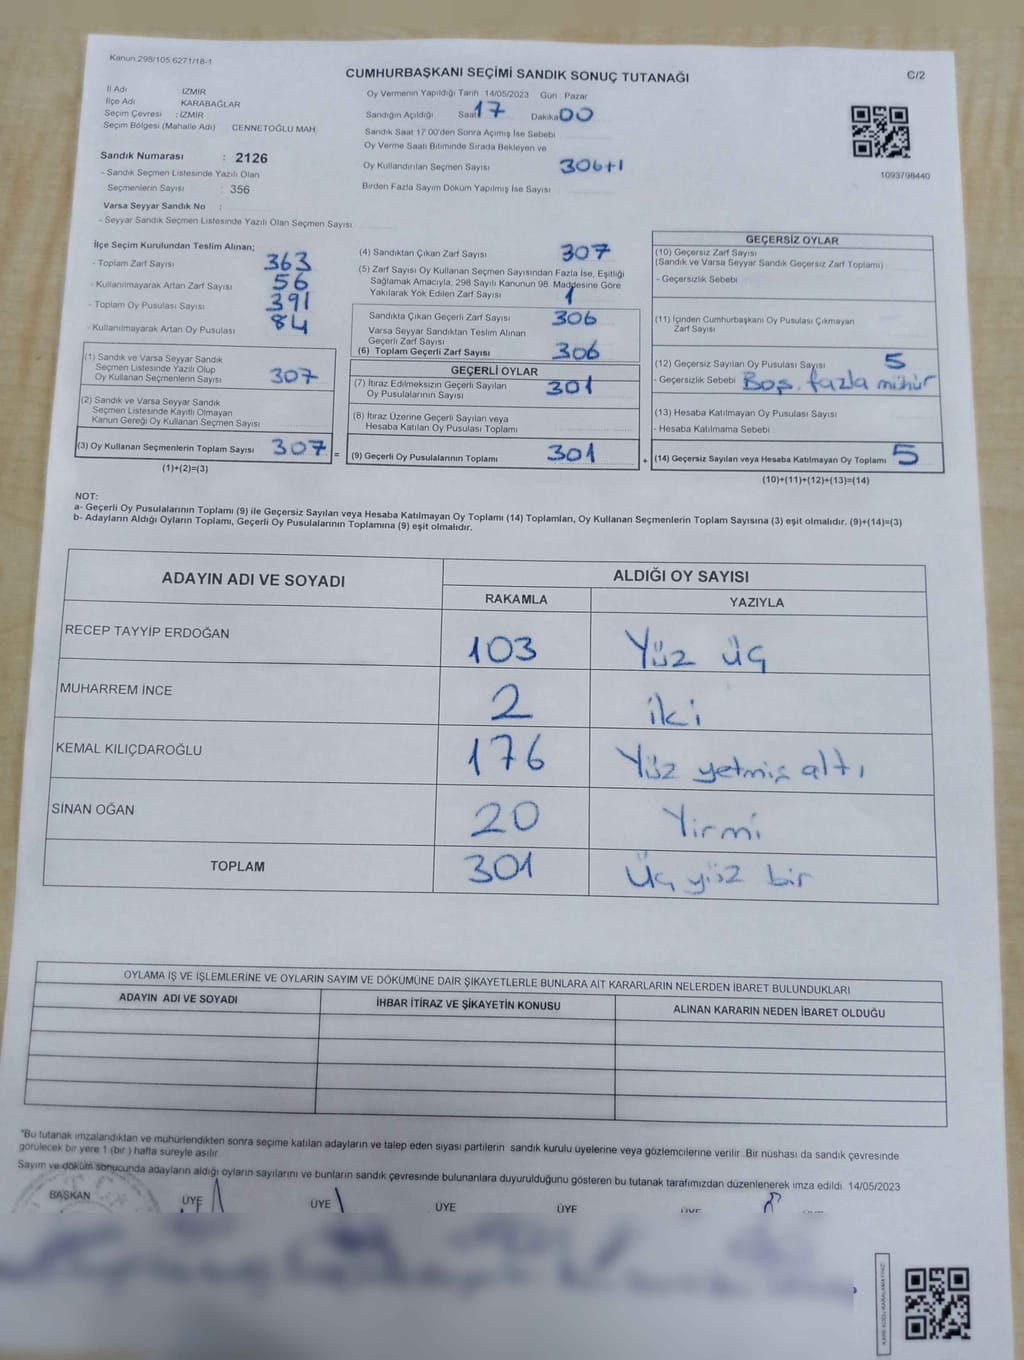 Kanun:298/105,6271/18-1
CUMHURBAŞKANI SEÇİMİ SANDIK SONUÇ TUTANAĞI
C/2
İl Adı İZMİR
İlçe Adı KARABAĞLAR
Seçim Çevresi : İZMİR
Seçim Bölgesi (Mahalle Adı) : CENNETOĞLU MAH.
Sandık Numarası : 2126
- Sandık Seçmen Listesinde Yazılı Olan
Seçmenlerin Sayısı : 356
Varsa Seyyar Sandık No :
- Seyyar Sandık Seçmen Listesinde Yazılı Olan Seçmen Sayısı
Oy Vermenin Yapıldığı Tarih :14/05/2023 Gün : Pazar
Sandığın Açıldığı Saat 17 Dakika 00
Sandık Saat 17:00'den Sonra Açımış İse Sebebi
Oy Verme Saati Bitiminde Sırada Bekleyen ve
Oy Kullandırılan Seçmen Sayısı 306+1
Birden Fazla Sayım Döküm Yapılmış İse Sayısı
1093798440
İlçe Seçim Kurulundan Teslim Alınan;
- Toplam Zarf Sayısı 363
- Kullanılmayarak Artan Zarf Sayısı 56
- Toplam Oy Pusulası Sayısı 391
- Kullanılmayarak Artan Oy Pusulası 84
(1) Sandık ve Varsa Seyyar Sandık
Seçmen Listesinde Yazılı Olup
Oy Kullanan Seçmenlerin Sayısı 307
(2) Sandık ve Varsa Seyyar Sandık
Seçmen Listesinde Kayıtlı Olmayan
Kanun Gereği Oy Kullanan Seçmen Sayısı
(3) Oy Kullanan Seçmenlerin Toplam Sayısı 307 =
(1)+(2)=(3)
(4) Sandıktan Çıkan Zarf Sayısı 307
(5) Zarf Sayısı Oy Kullanan Seçmen Sayısından Fazla İse, Eşitliği
Sağlamak Amacıyla, 298 Sayılı Kanunun 98. Maddesine Göre
Yakılarak Yok Edilen Zarf Sayısı 1
Sandıkta Çıkan Geçerli Zarf Sayısı 306
Varsa Seyyar Sandıktan Teslim Alınan
Geçerli Zarf Sayısı
(6) Toplam Geçerli Zarf Sayısı 306
GEÇERLİ OYLAR
(7) İtiraz Edilmeksizin Geçerli Sayılan
Oy Pusulalarının Sayısı 301
(8) İtiraz Üzerine Geçerli Sayılan veya
Hesaba Katılan Oy Pusulası Toplamı
(9) Geçerli Oy Pusulalarının Toplamı 301 +
GEÇERSİZ OYLAR
(10) Geçersiz Zarf Sayısı
(Sandık ve Varsa Seyyar Sandık Geçersiz Zarf Toplamı)
- Geçersizlik Sebebi
(11) İçinden Cumhurbaşkanı Oy Pusulası Çıkmayan
Zarf Sayısı
(12) Geçersiz Sayılan Oy Pusulası Sayısı 5
- Geçersizlik Sebebi Boş, fazla mühür
(13) Hesaba Katılmayan Oy Pusulası Sayısı
- Hesaba Katılmama Sebebi
(14) Geçersiz Sayılan veya Hesaba Katılmayan Oy Toplamı 5
(10)+(11)+(12)+(13)=(14)
NOT:
a- Geçerli Oy Pusulalarının Toplamı (9) ile Geçersiz Sayılan veya Hesaba Katılmayan Oy Toplamı (14) Toplamları, Oy Kullanan Seçmenlerin Toplam Sayısına (3) eşit olmalıdır. (9)+(14)=(3)
b- Adayların Aldığı Oyların Toplamı, Geçerli Oy Pusulalarının Toplamına (9) eşit olmalıdır.
ADAYIN ADI VE SOYADI ALDIĞI OY SAYISI
RAKAMLA YAZIYLA
RECEP TAYYİP ERDOĞAN 103 Yüz üç
MUHARREM İNCE 2 iki
KEMAL KILIÇDAROĞLU 176 Yüz yetmiş altı
SİNAN OĞAN 20 Yirmi
TOPLAM 301 Üç yüz bir
OYLAMA İŞ VE İŞLEMLERİNE VE OYLARIN SAYIM VE DÖKÜMÜNE DAİR ŞİKAYETLERLE BUNLARA AİT KARARLARIN NELERDEN İBARET BULUNDUKLARI
ADAYIN ADI VE SOYADI İHBAR İTİRAZ VE ŞİKAYETİN KONUSU ALINAN KARARIN NEDEN İBARET OLDUĞU
*Bu tutanak imzalandıktan ve mühürlendikten sonra seçime katılan adayların ve talep eden siyasi partilerin sandık kurulu üyelerine veya gözlemcilerine verilir. Bir nüshası da sandık çevresinde
görülecek bir yere 1 (bir) hafta süreyle asılır.
Sayım ve döküm sonucunda adayların aldığı oyların sayılarını ve bunların sandık çevresinde bulunanlara duyurulduğunu gösteren bu tutanak tarafımızdan düzenlenerek imza edildi. 14/05/2023
BAŞKAN ÜYE ÜYE ÜYE ÜYE